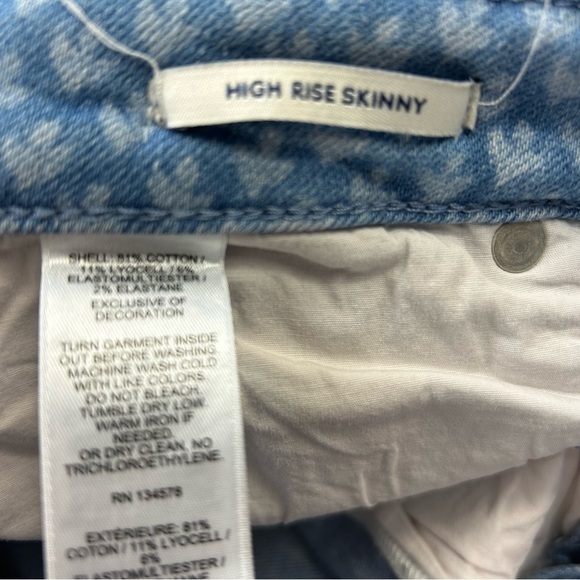 HIGH RISE SKINNY
SHELL: 81% COTTON /
11% LYOCELL / 6%
ELASTOMULTIESTER /
2% ELASTANE
EXCLUSIVE OF
DECORATION
TURN GARMENT INSIDE
OUT BEFORE WASHING.
MACHINE WASH COLD
WITH LIKE COLORS.
DO NOT BLEACH.
TUMBLE DRY LOW.
WARM IRON IF
NEEDED.
OR DRY CLEAN, NO
TRICHLOROETHYLENE.
RN 134578
EXTÉRIEURE: 81%
COTON / 11% LYOCELL /
6%
ELASTOMULTIESTER /